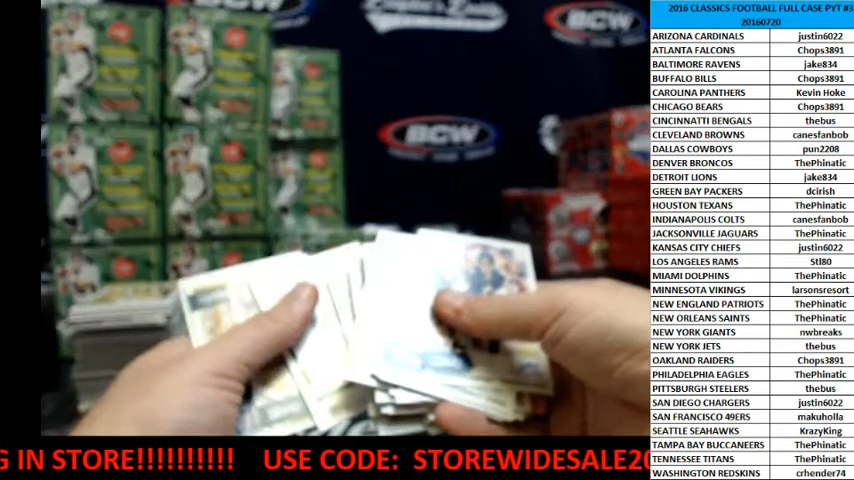 2016 CLASSICS FOOTBALL FULL CASE PYT #3
20160720
ARIZONA CARDINALS justin6022
ATLANTA FALCONS Chops3891
BALTIMORE RAVENS jake834
BUFFALO BILLS Chops3891
CAROLINA PANTHERS Kevin Hoke
CHICAGO BEARS Chops3891
CINCINNATI BENGALS thebus
CLEVELAND BROWNS canesfanbob
DALLAS COWBOYS pun2208
DENVER BRONCOS ThePhinatic
DETROIT LIONS jake834
GREEN BAY PACKERS dcirish
HOUSTON TEXANS ThePhinatic
INDIANAPOLIS COLTS canesfanbob
JACKSONVILLE JAGUARS ThePhinatic
KANSAS CITY CHIEFS justin6022
LOS ANGELES RAMS Stl80
MIAMI DOLPHINS ThePhinatic
MINNESOTA VIKINGS larsonsresort
NEW ENGLAND PATRIOTS ThePhinatic
NEW ORLEANS SAINTS ThePhinatic
NEW YORK GIANTS nwbreaks
NEW YORK JETS thebus
OAKLAND RAIDERS Chops3891
PHILADELPHIA EAGLES ThePhinatic
PITTSBURGH STEELERS thebus
SAN DIEGO CHARGERS justin6022
SAN FRANCISCO 49ERS makuholla
SEATTLE SEAHAWKS KrazyKing
TAMPA BAY BUCCANEERS ThePhinatic
TENNESSEE TITANS ThePhinatic
WASHINGTON REDSKINS crhender74
BCW
BCW
G IN STORE!!!!!!!!!! USE CODE: STOREWIDESALE20